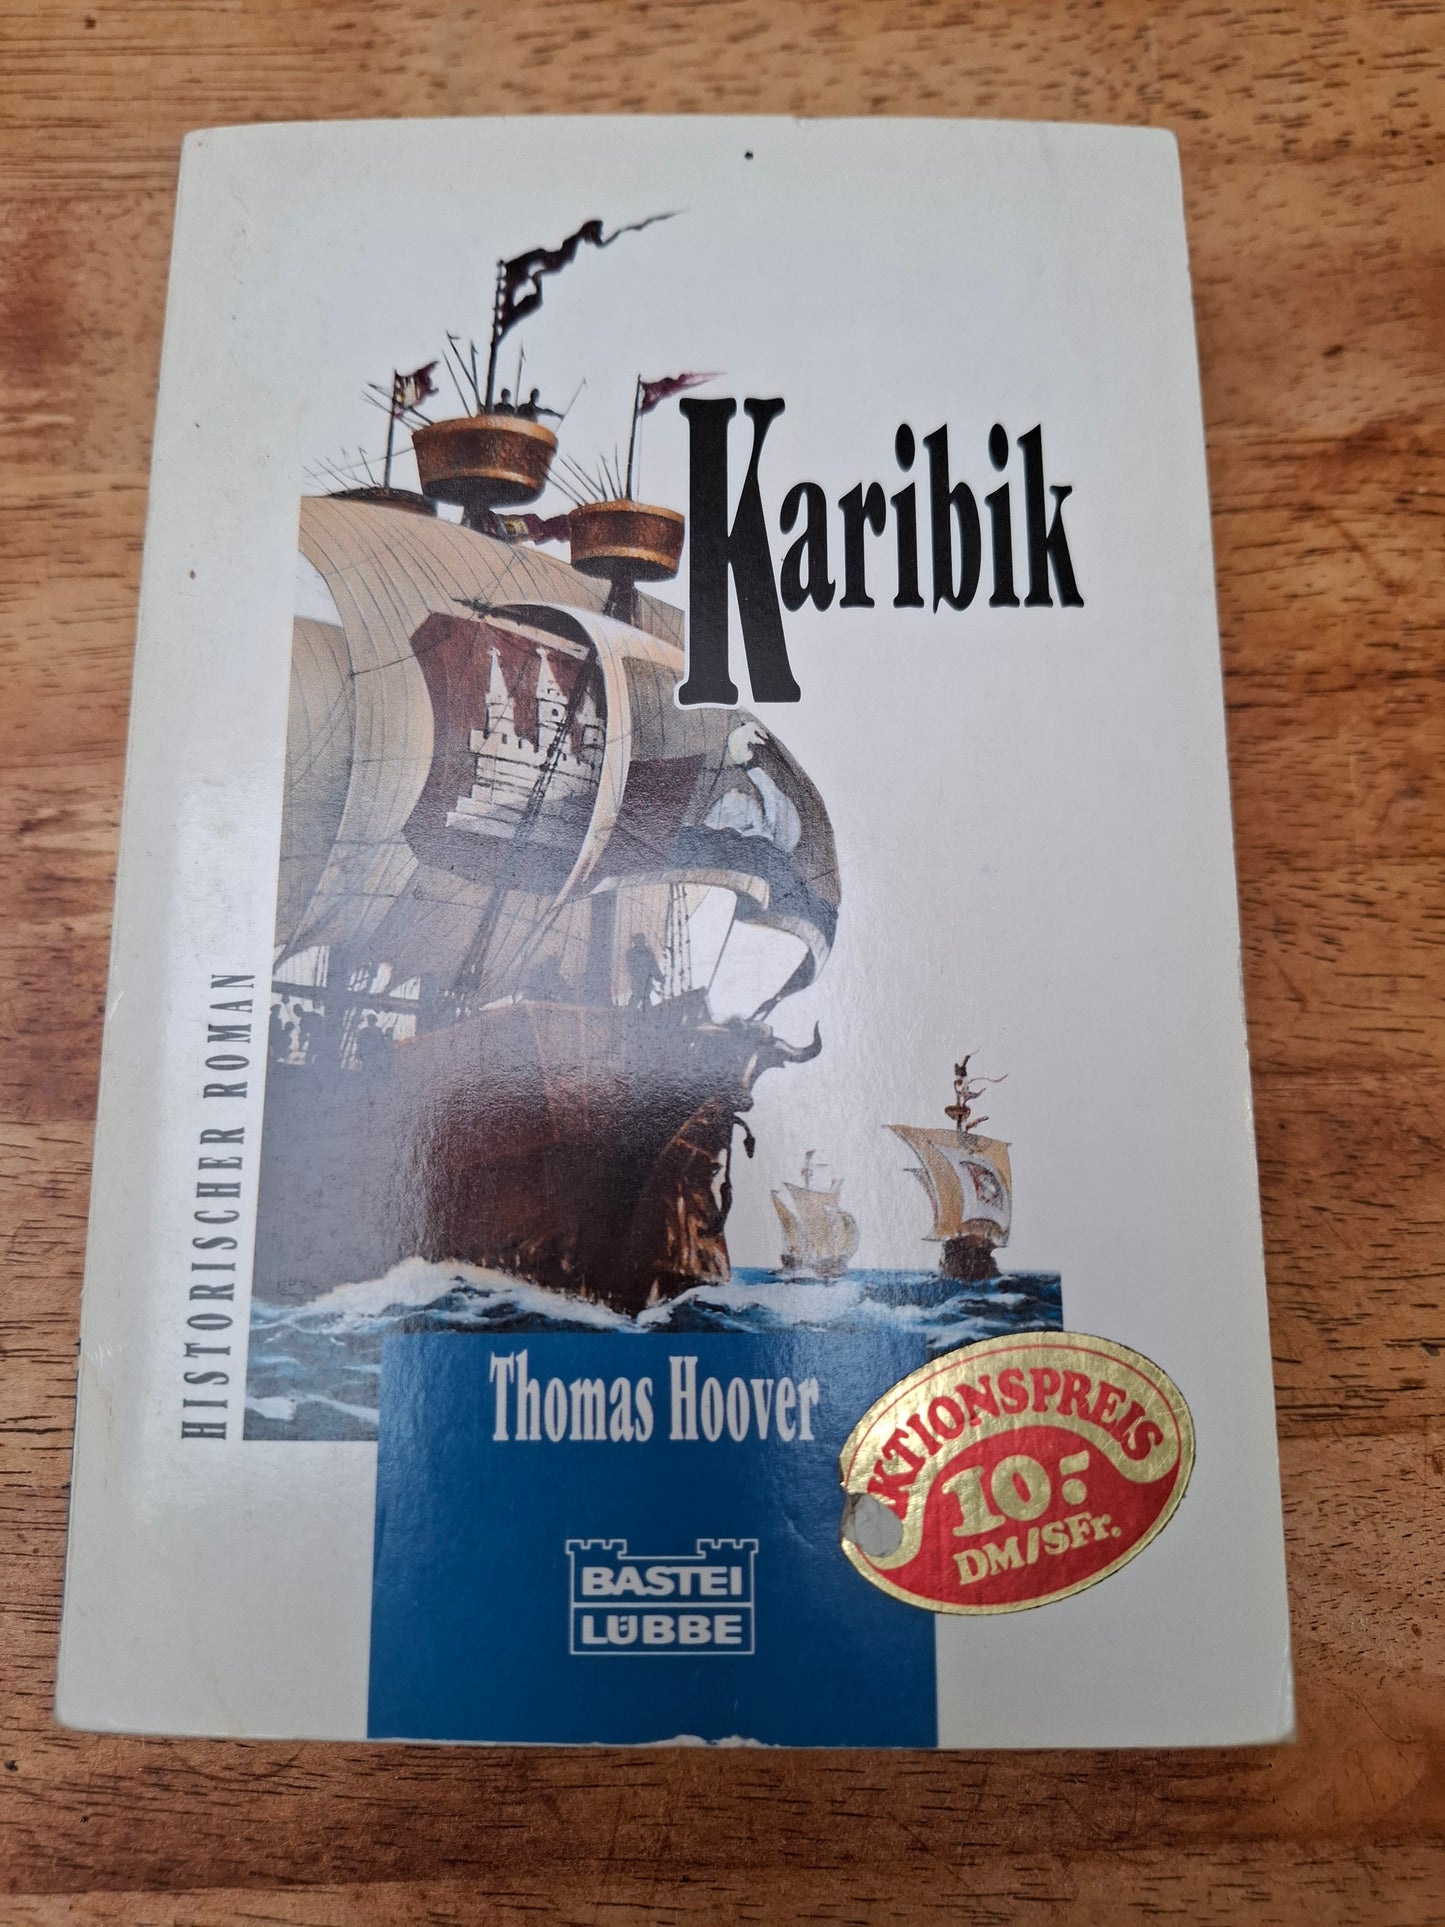 Karibik
HISTORISCHER ROMAN
Thomas Hoover
KTIONSPREIS
10:-
DM/SFr.
BASTEI
LÜBBE